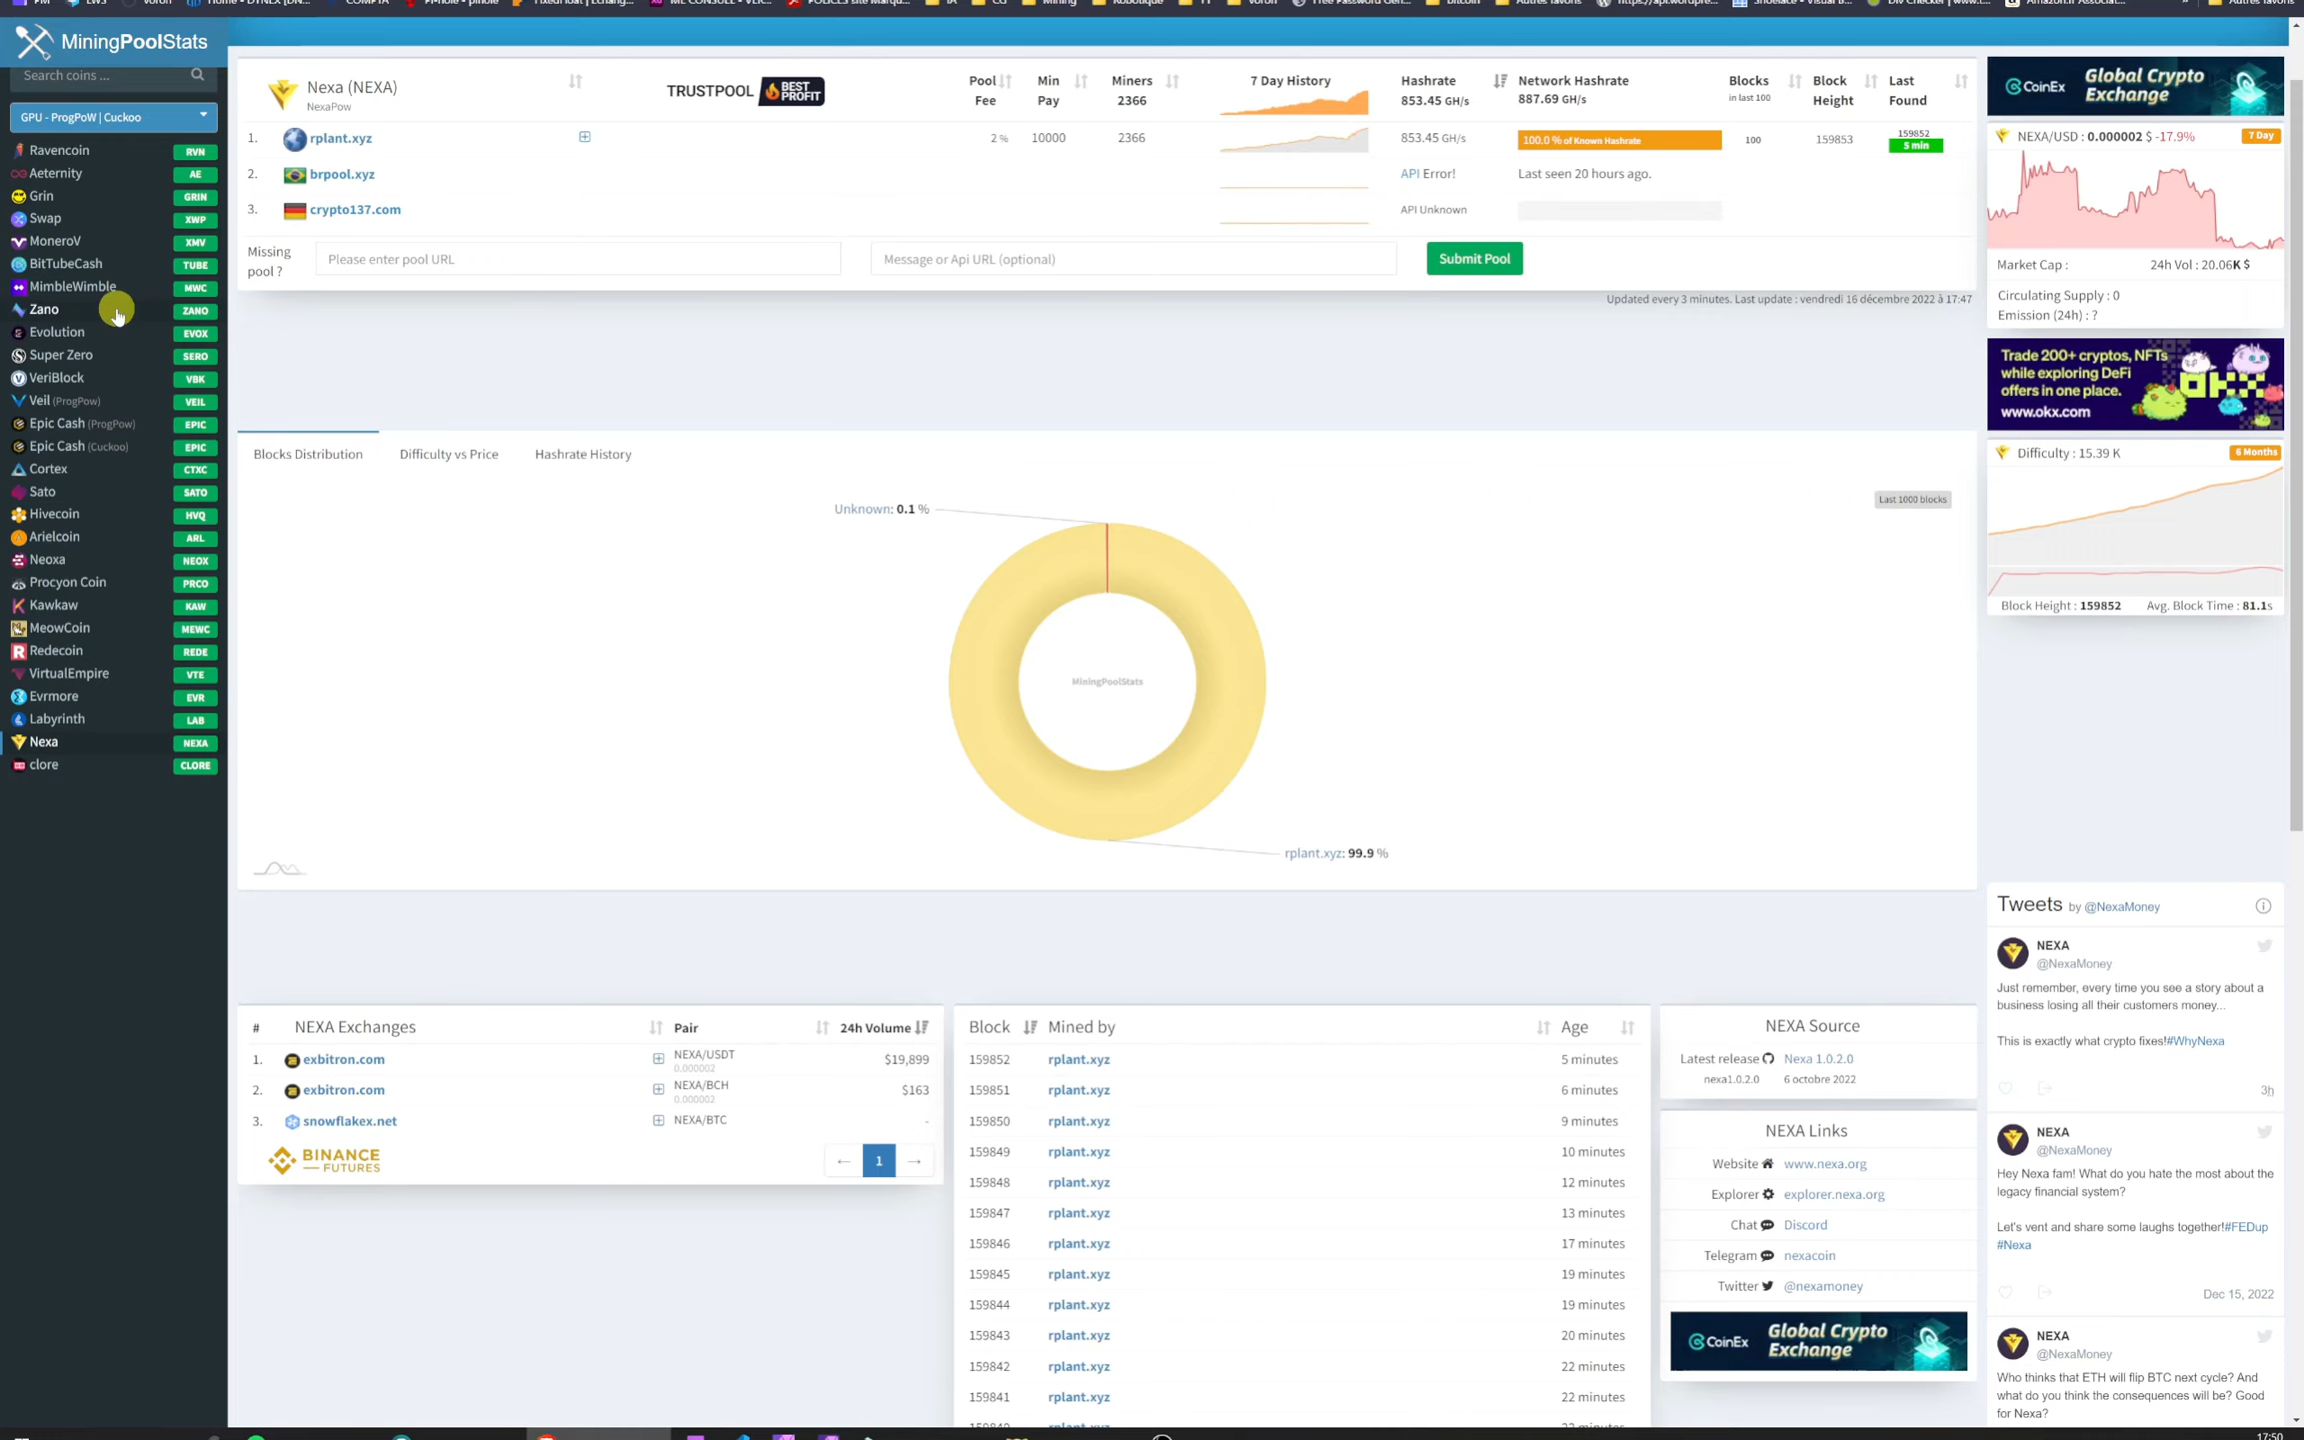 MiningPoolStats
Search coins ...
GPU - ProgPoW | Cuckoo
Ravencoin RVN
Aeternity AE
Grin GRIN
Swap XWP
MoneroV XMV
BitTubeCash TUBE
MimbleWimble MWC
Zano ZANO
Evolution EVOX
Super Zero SERO
VeriBlock VBK
Veil (ProgPow) VEIL
Epic Cash (ProgPow) EPIC
Epic Cash (Cuckoo) EPIC
Cortex CTXC
Sato SATO
Hivecoin HVQ
Arielcoin ARL
Neoxa NEOX
Procyon Coin PRCO
Kawkaw KAW
MeowCoin MEWC
Redecoin REDE
VirtualEmpire VTE
Evrmore EVR
Labyrinth LAB
Nexa NEXA
clore CLORE
Nexa (NEXA)
NexaPow
TRUSTPOOL BEST PROFIT
Pool Fee
Min Pay
Miners 2366
7 Day History
Hashrate 853.45 GH/s
Network Hashrate 887.69 GH/s
Blocks in last 100
Block Height
Last Found
1. rplant.xyz 2 % 10000 2366 853.45 GH/s 100.0 % of Known Hashrate 100 159853 159852 5 min
2. brpool.xyz API Error! Last seen 20 hours ago.
3. crypto137.com API Unknown
Missing pool ? Please enter pool URL Message or Api URL (optional) Submit Pool
Updated every 3 minutes. Last update : vendredi 16 décembre 2022 à 17:47
Blocks Distribution Difficulty vs Price Hashrate History
Last 1000 blocks
Unknown: 0.1 %
MiningPoolStats
rplant.xyz: 99.9 %
# NEXA Exchanges Pair 24h Volume
1. exbitron.com NEXA/USDT $19,899
0.000002
2. exbitron.com NEXA/BCH $163
0.000002
3. snowflakex.net NEXA/BTC -
BINANCE
FUTURES
← 1 →
Block Mined by Age
159852 rplant.xyz 5 minutes
159851 rplant.xyz 6 minutes
159850 rplant.xyz 9 minutes
159849 rplant.xyz 10 minutes
159848 rplant.xyz 12 minutes
159847 rplant.xyz 13 minutes
159846 rplant.xyz 17 minutes
159845 rplant.xyz 19 minutes
159844 rplant.xyz 19 minutes
159843 rplant.xyz 20 minutes
159842 rplant.xyz 22 minutes
159841 rplant.xyz 22 minutes
NEXA Source
Latest release Nexa 1.0.2.0
nexa1.0.2.0 6 octobre 2022
NEXA Links
Website www.nexa.org
Explorer explorer.nexa.org
Chat Discord
Telegram nexacoin
Twitter @nexamoney
CoinEx Global Crypto
Exchange
CoinEx Global Crypto
Exchange
NEXA/USD : 0.000002 $ -17.9% 7 Day
Market Cap : 24h Vol : 20.06K $
Circulating Supply : 0
Emission (24h) : ?
Trade 200+ cryptos, NFTs
while exploring DeFi
offers in one place.
www.okx.com
OKX
Difficulty : 15.39 K 6 Months
Block Height : 159852 Avg. Block Time : 81.1s
Tweets by @NexaMoney
NEXA
@NexaMoney
Just remember, every time you see a story about a
business losing all their customers money...
This is exactly what crypto fixes!#WhyNexa
3h
NEXA
@NexaMoney
Hey Nexa fam! What do you hate the most about the
legacy financial system?
Let's vent and share some laughs together!#FEDup
#Nexa
Dec 15, 2022
NEXA
@NexaMoney
Who thinks that ETH will flip BTC next cycle? And
what do you think the consequences will be? Good
for Nexa?
17:50